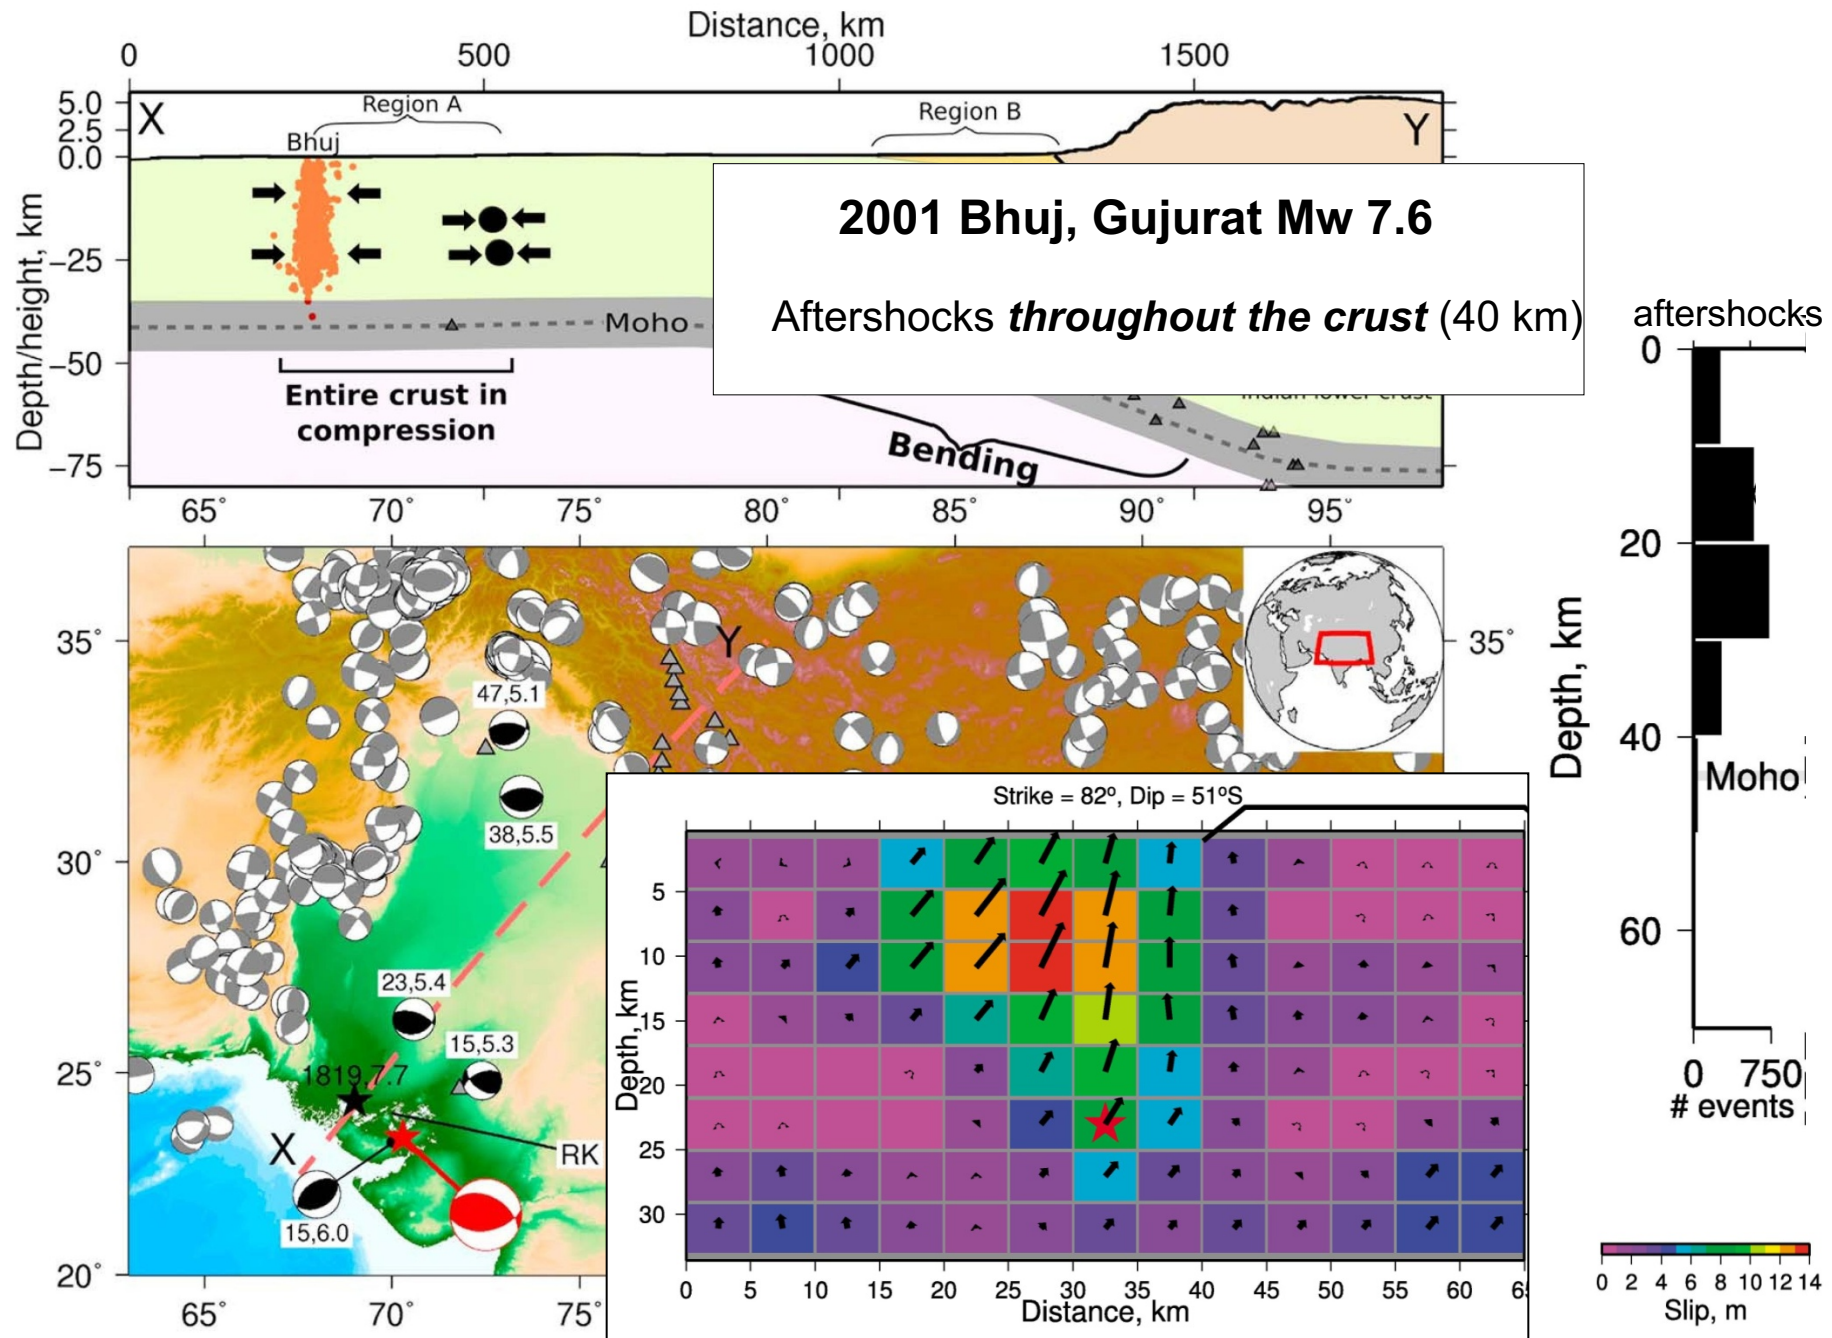 Distance, km
0 500 1000 1500
5.0
2.5
0.0
−25
−50
−75
Depth/height, km
X
Region A
Bhuj
Region B
Y
Moho
Entire crust in
compression
Bending
2001 Bhuj, Gujurat Mw 7.6
Aftershocks throughout the crust (40 km)
65° 70° 75° 80° 85° 90° 95°
35°
30°
25°
20°
35°
Y
47,5.1
38,5.5
23,5.4
15,5.3
1819,7.7
X
RK
15,6.0
65° 70° 75°
Strike = 82º, Dip = 51ºS
Depth, km
5
10
15
20
25
30
0 5 10 15 20 25 30 35 40 45 50 55 60
Distance, km
aftershocks
0
20
40
60
Depth, km
Moho
0 750
# events
0 2 4 6 8 10 12 14
Slip, m